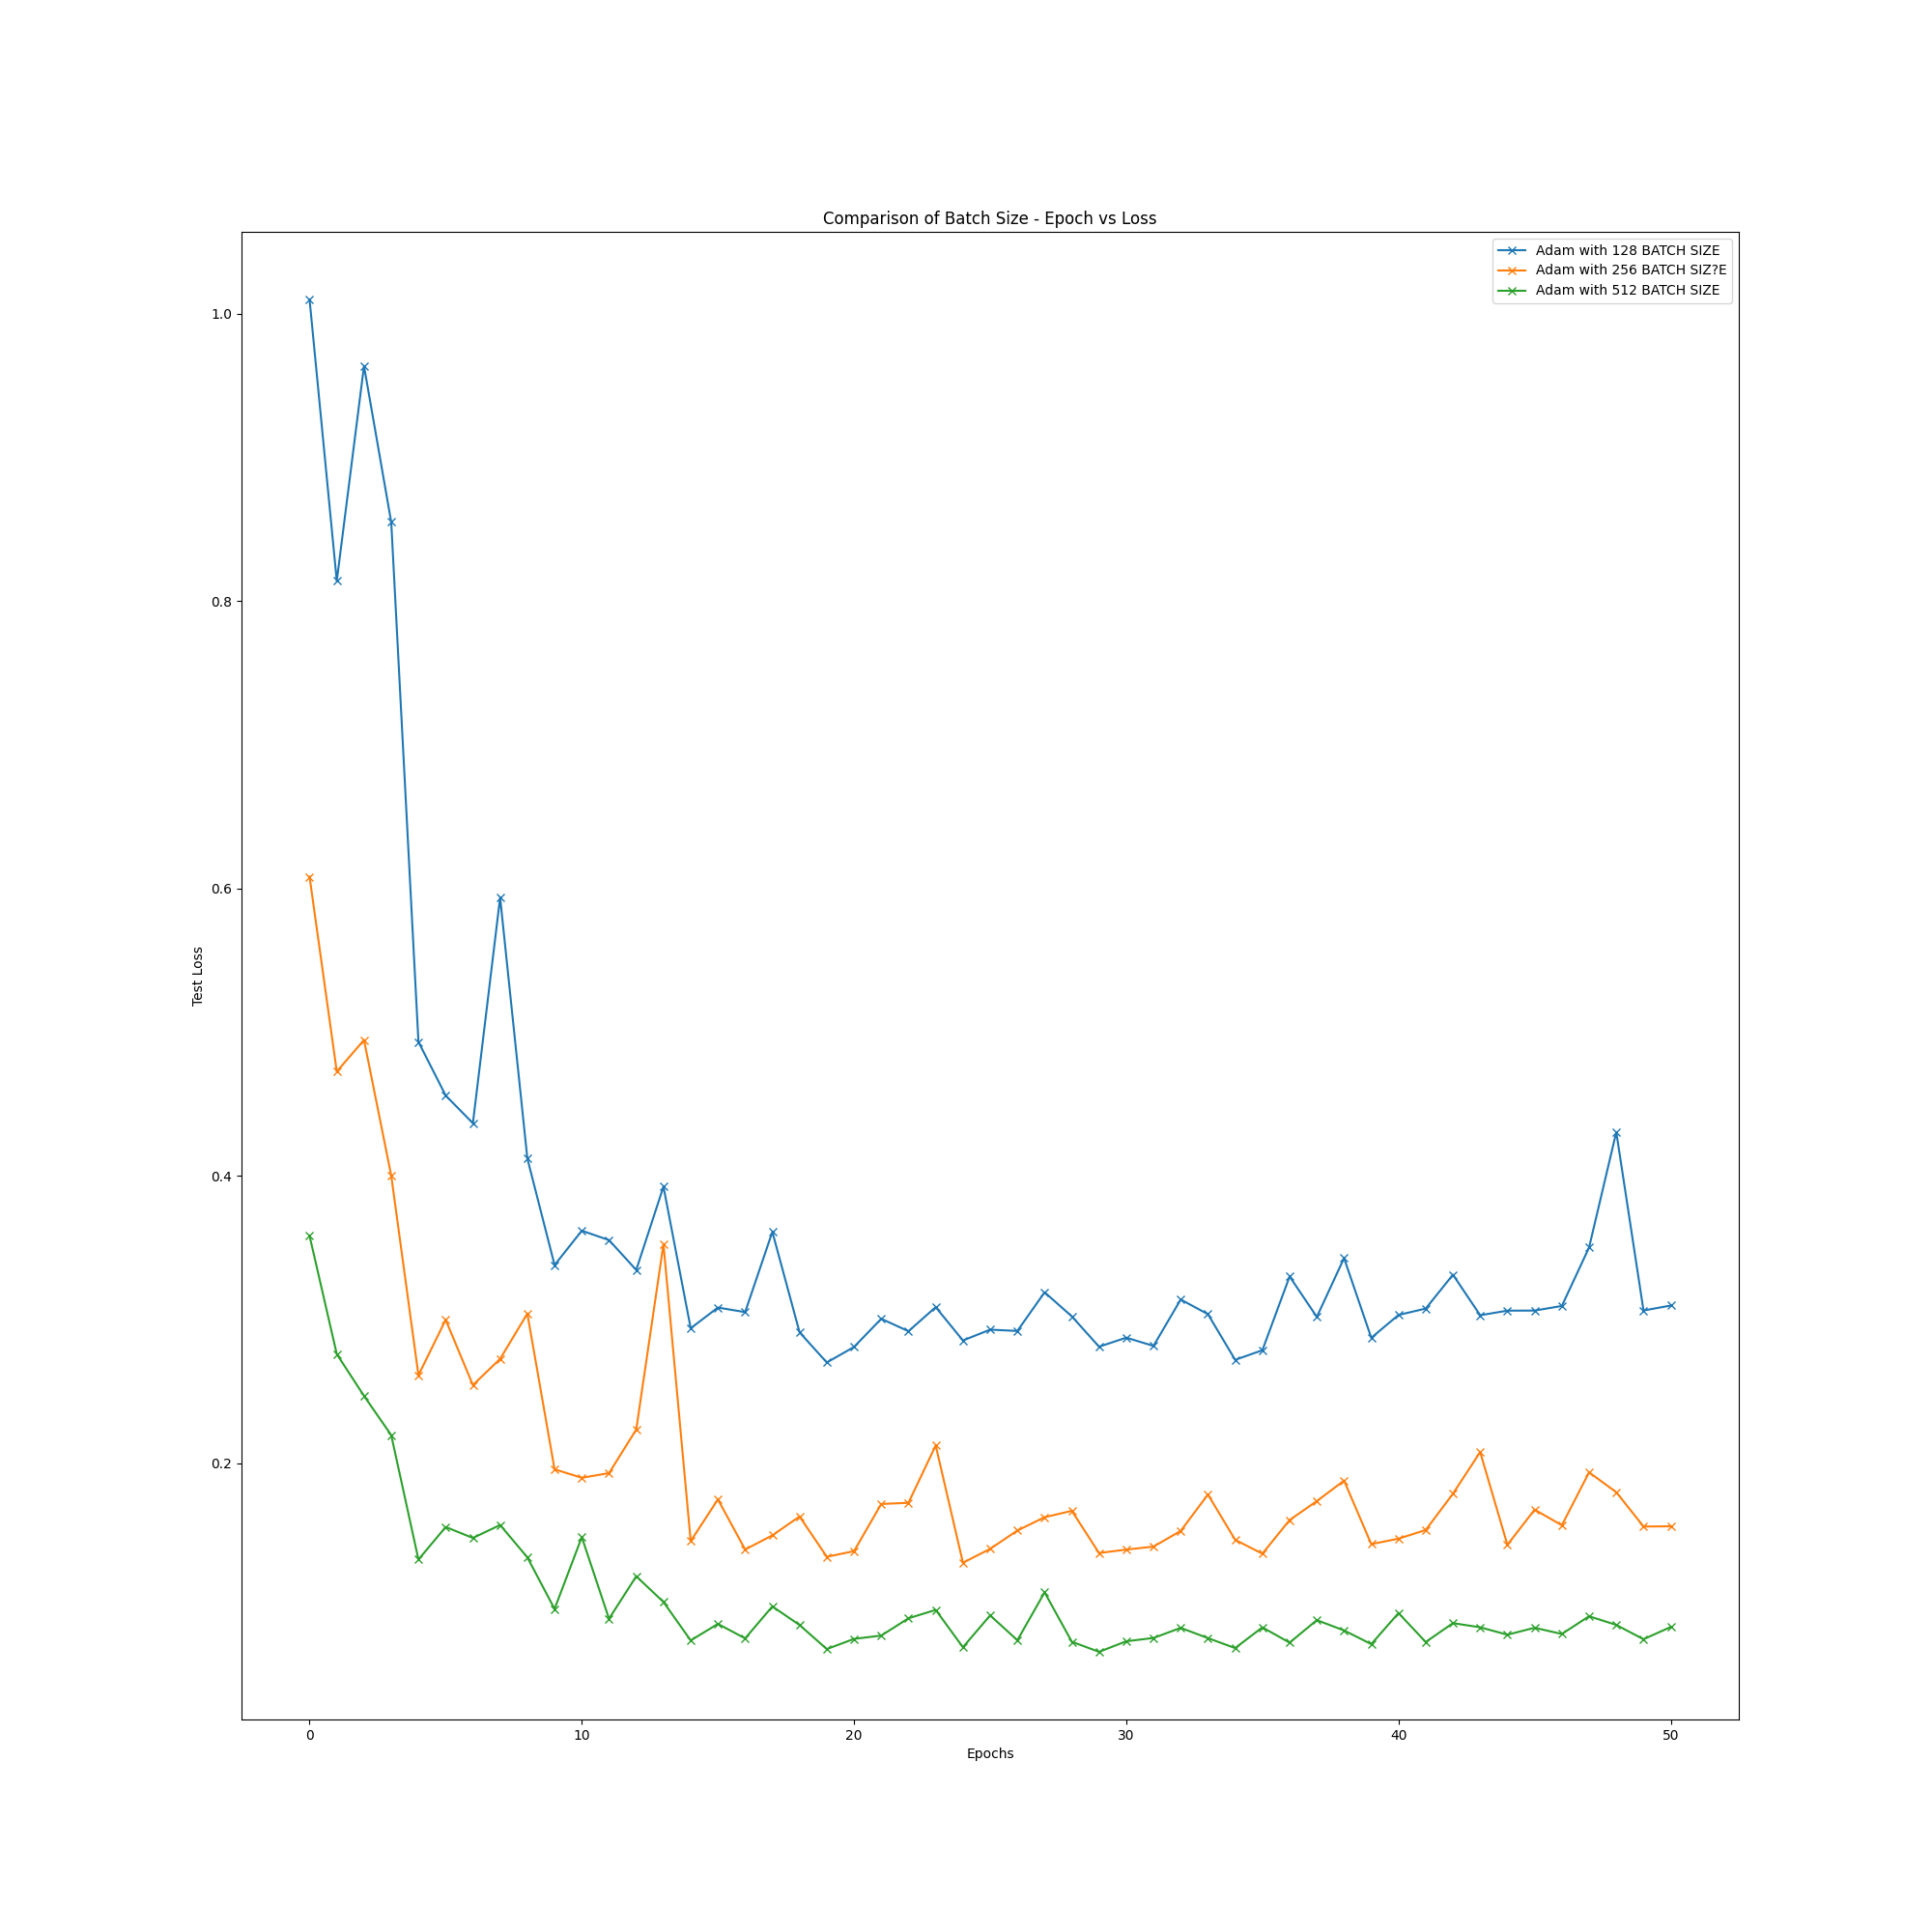 Comparison of Batch Size - Epoch vs Loss
Adam with 128 BATCH SIZE
Adam with 256 BATCH SIZ?E
Adam with 512 BATCH SIZE
1.0
0.8
0.6
0.4
0.2
Test Loss
0 10 20 30 40 50
Epochs